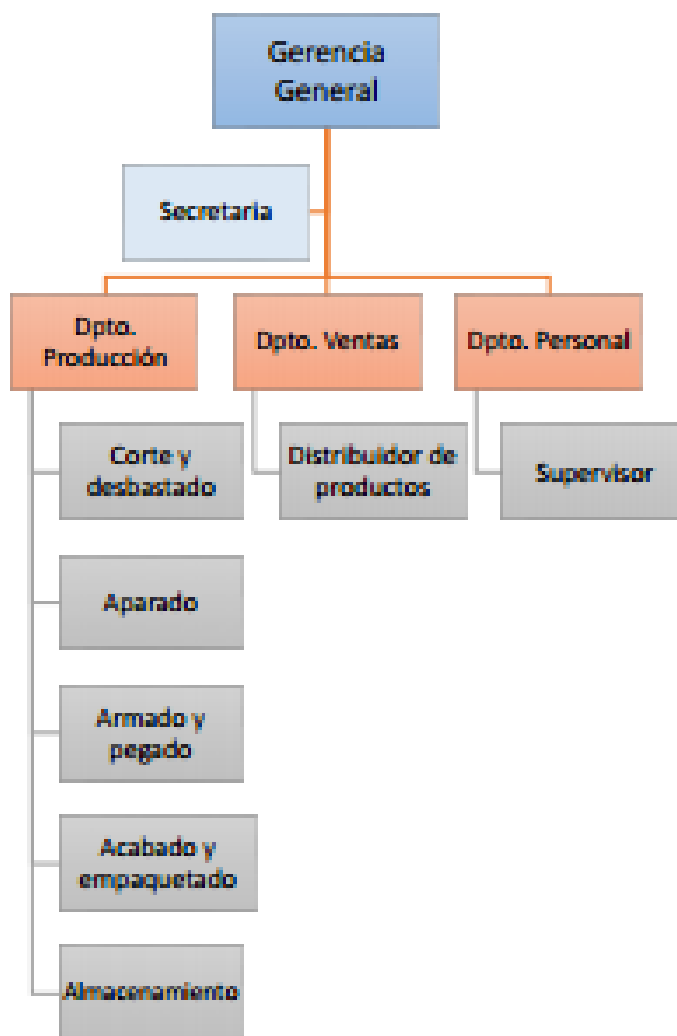 Gerencia
General
Secretaria
Dpto.
Producción
Dpto. Ventas
Dpto. Personal
Corte y
desbastado
Distribuidor de
productos
Supervisor
Aparado
Armado y
pegado
Acabado y
empaquetado
Almacenamiento